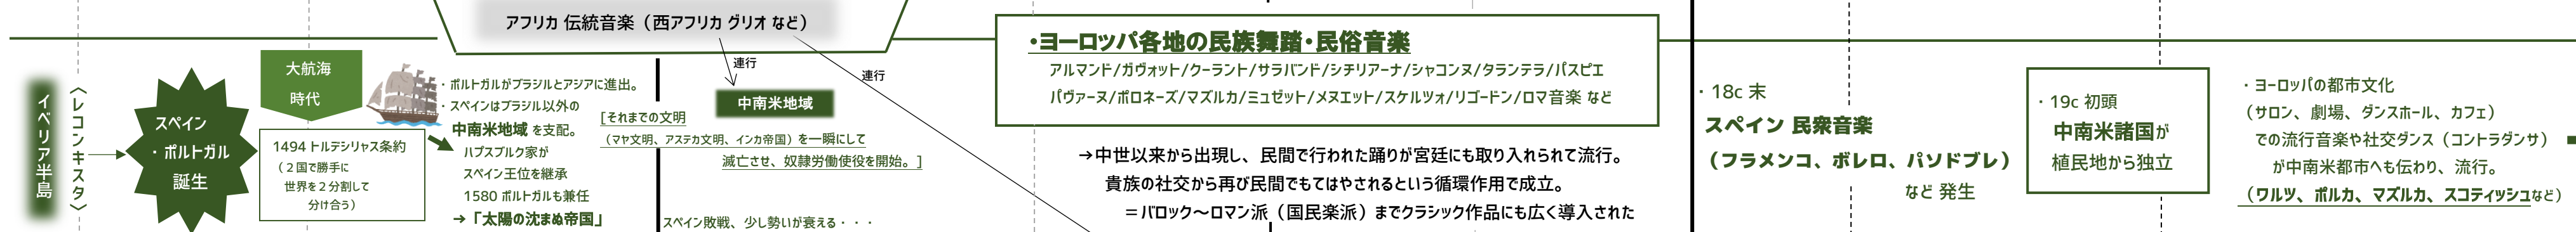 アフリカ 伝統音楽（西アフリカ グリオ など）
イベリア半島
〈レコンキスタ〉
スペイン
・ポルトガル
誕生
大航海
時代
1494 トルデシリャス条約
（２国で勝手に
世界を２分割して
分け合う）
・ポルトガルがブラジルとアジアに進出。
・スペインはブラジル以外の
中南米地域 を支配。
ハプスブルク家が
スペイン王位を継承
1580 ポルトガルも兼任
→「太陽の沈まぬ帝国」
連行
連行
中南米地域
[それまでの文明
（マヤ文明、アステカ文明、インカ帝国）を一瞬にして
滅亡させ、奴隷労働使役を開始。]
スペイン敗戦、少し勢いが衰える・・・
・ヨーロッパ各地の民族舞踏・民俗音楽
アルマンド/ガヴォット/クーラント/サラバンド/シチリアーナ/シャコンヌ/タランテラ/パスピエ
パヴァーヌ/ポロネーズ/マズルカ/ミュゼット/メヌエット/スケルツォ/リゴードン/ロマ音楽 など
→中世以来から出現し、民間で行われた踊りが宮廷にも取り入れられて流行。
貴族の社交から再び民間でもてはやされるという循環作用で成立。
＝バロック～ロマン派（国民楽派）までクラシック作品にも広く導入された
・18c 末
スペイン 民衆音楽
（フラメンコ、ボレロ、パソドブレ）
など 発生
・19c 初頭
中南米諸国が
植民地から独立
・ヨーロッパの都市文化
（サロン、劇場、ダンスホール、カフェ）
での流行音楽や社交ダンス（コントラダンサ）
が中南米都市へも伝わり、流行。
（ワルツ、ポルカ、マズルカ、スコティッシュなど）